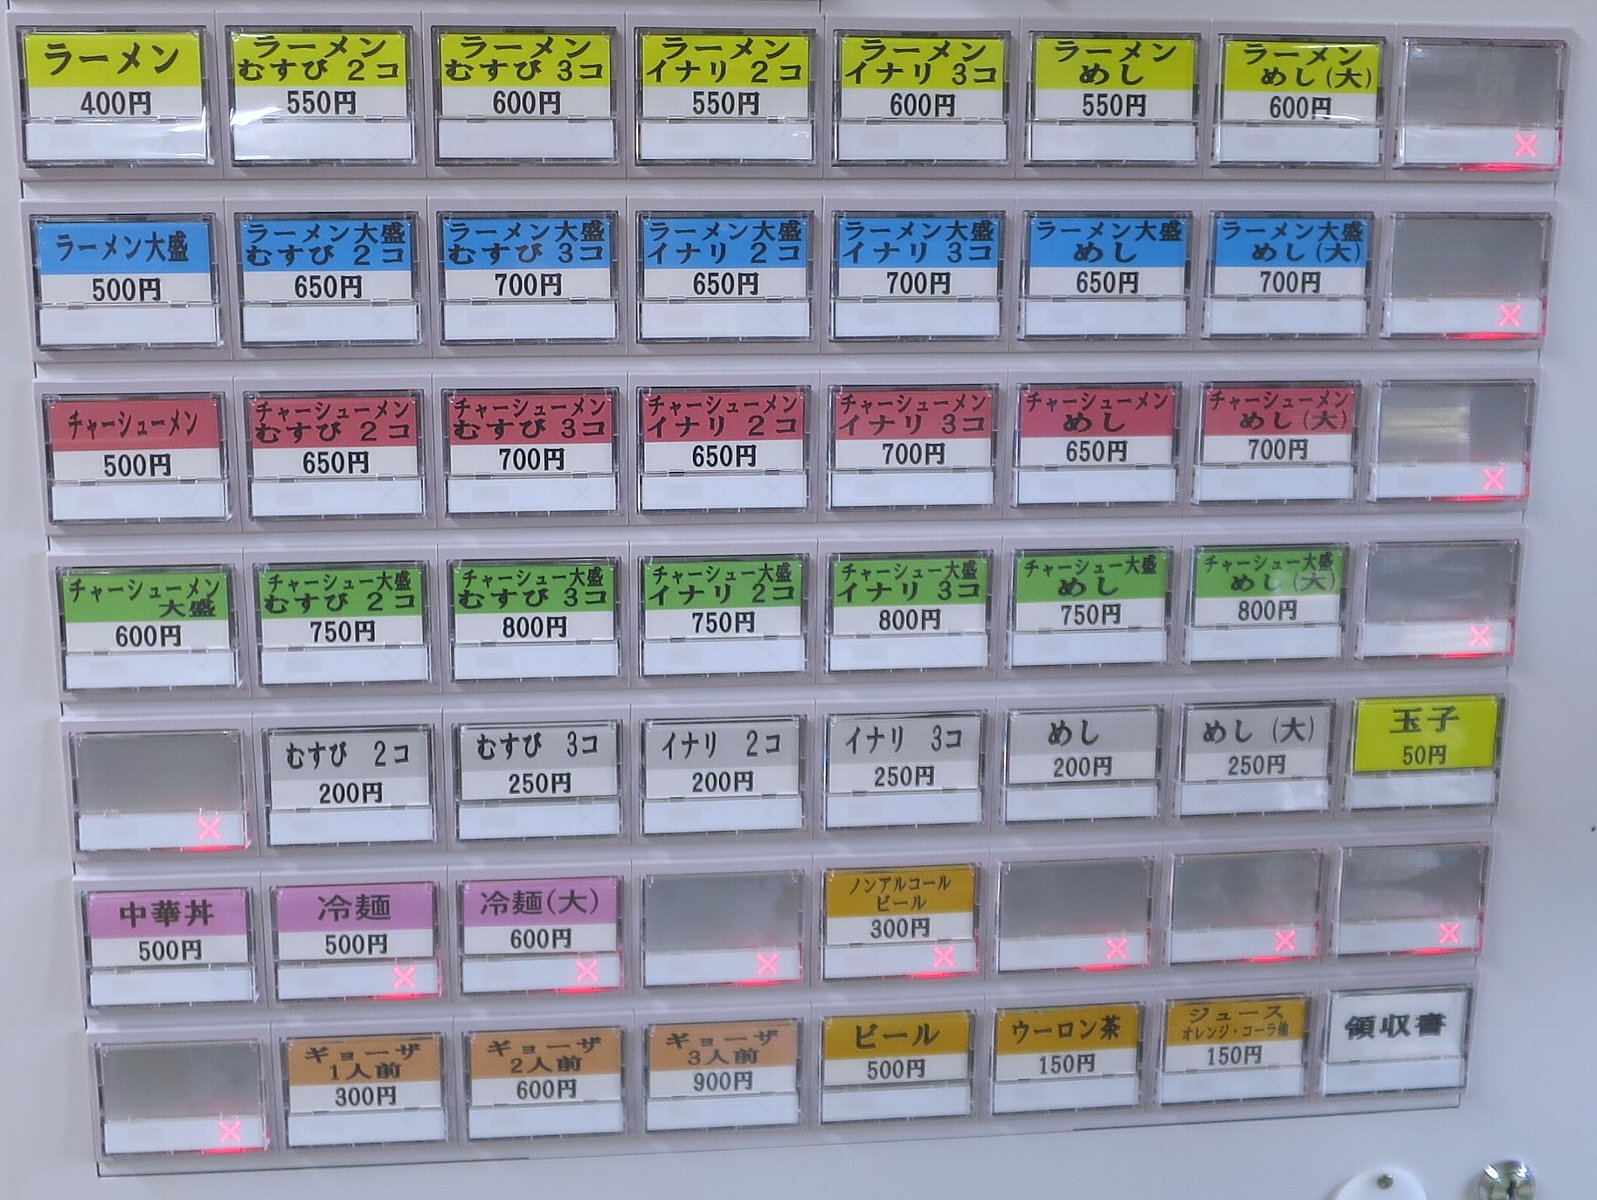 ラーメン
400円
ラーメン
むすび 2コ
550円
ラーメン
むすび 3コ
600円
ラーメン
イナリ 2コ
550円
ラーメン
イナリ 3コ
600円
ラーメン
めし
550円
ラーメン
めし(大)
600円
×
ラーメン大盛
500円
ラーメン大盛
むすび 2コ
650円
ラーメン大盛
むすび 3コ
700円
ラーメン大盛
イナリ 2コ
650円
ラーメン大盛
イナリ 3コ
700円
ラーメン大盛
めし
650円
ラーメン大盛
めし(大)
700円
×
チャーシューメン
500円
チャーシューメン
むすび 2コ
650円
チャーシューメン
むすび 3コ
700円
チャーシューメン
イナリ 2コ
650円
チャーシューメン
イナリ 3コ
700円
チャーシューメン
めし
650円
チャーシューメン
めし(大)
700円
×
チャーシューメン
大盛
600円
チャーシュー大盛
むすび 2コ
750円
チャーシュー大盛
むすび 3コ
800円
チャーシュー大盛
イナリ 2コ
750円
チャーシュー大盛
イナリ 3コ
800円
チャーシュー大盛
めし
750円
チャーシュー大盛
めし(大)
800円
×
×
むすび 2コ
200円
むすび 3コ
250円
イナリ 2コ
200円
イナリ 3コ
250円
めし
200円
めし(大)
250円
玉子
50円
中華丼
500円
冷麺
500円
×
冷麺(大)
600円
×
×
ノンアルコール
ビール
300円
×
×
×
×
×
ギョーザ
1人前
300円
ギョーザ
2人前
600円
ギョーザ
3人前
900円
ビール
500円
ウーロン茶
150円
ジュース
オレンジ・コーラ他
150円
領収書